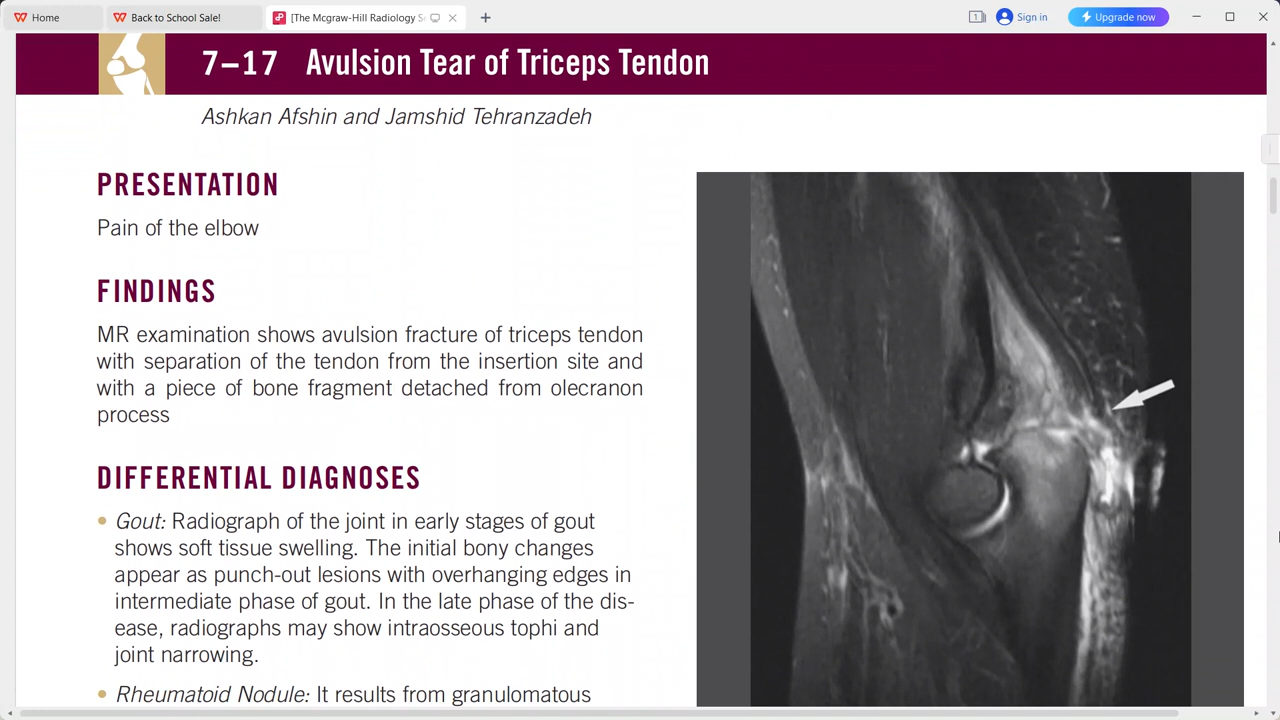 Home
Back to School Sale!
[The Mcgraw-Hill Radiology S
1
Sign in
Upgrade now
7–17 Avulsion Tear of Triceps Tendon
Ashkan Afshin and Jamshid Tehranzadeh
PRESENTATION
Pain of the elbow
FINDINGS
MR examination shows avulsion fracture of triceps tendon
with separation of the tendon from the insertion site and
with a piece of bone fragment detached from olecranon
process
DIFFERENTIAL DIAGNOSES
• Gout: Radiograph of the joint in early stages of gout
shows soft tissue swelling. The initial bony changes
appear as punch-out lesions with overhanging edges in
intermediate phase of gout. In the late phase of the dis-
ease, radiographs may show intraosseous tophi and
joint narrowing.
• Rheumatoid Nodule: It results from granulomatous